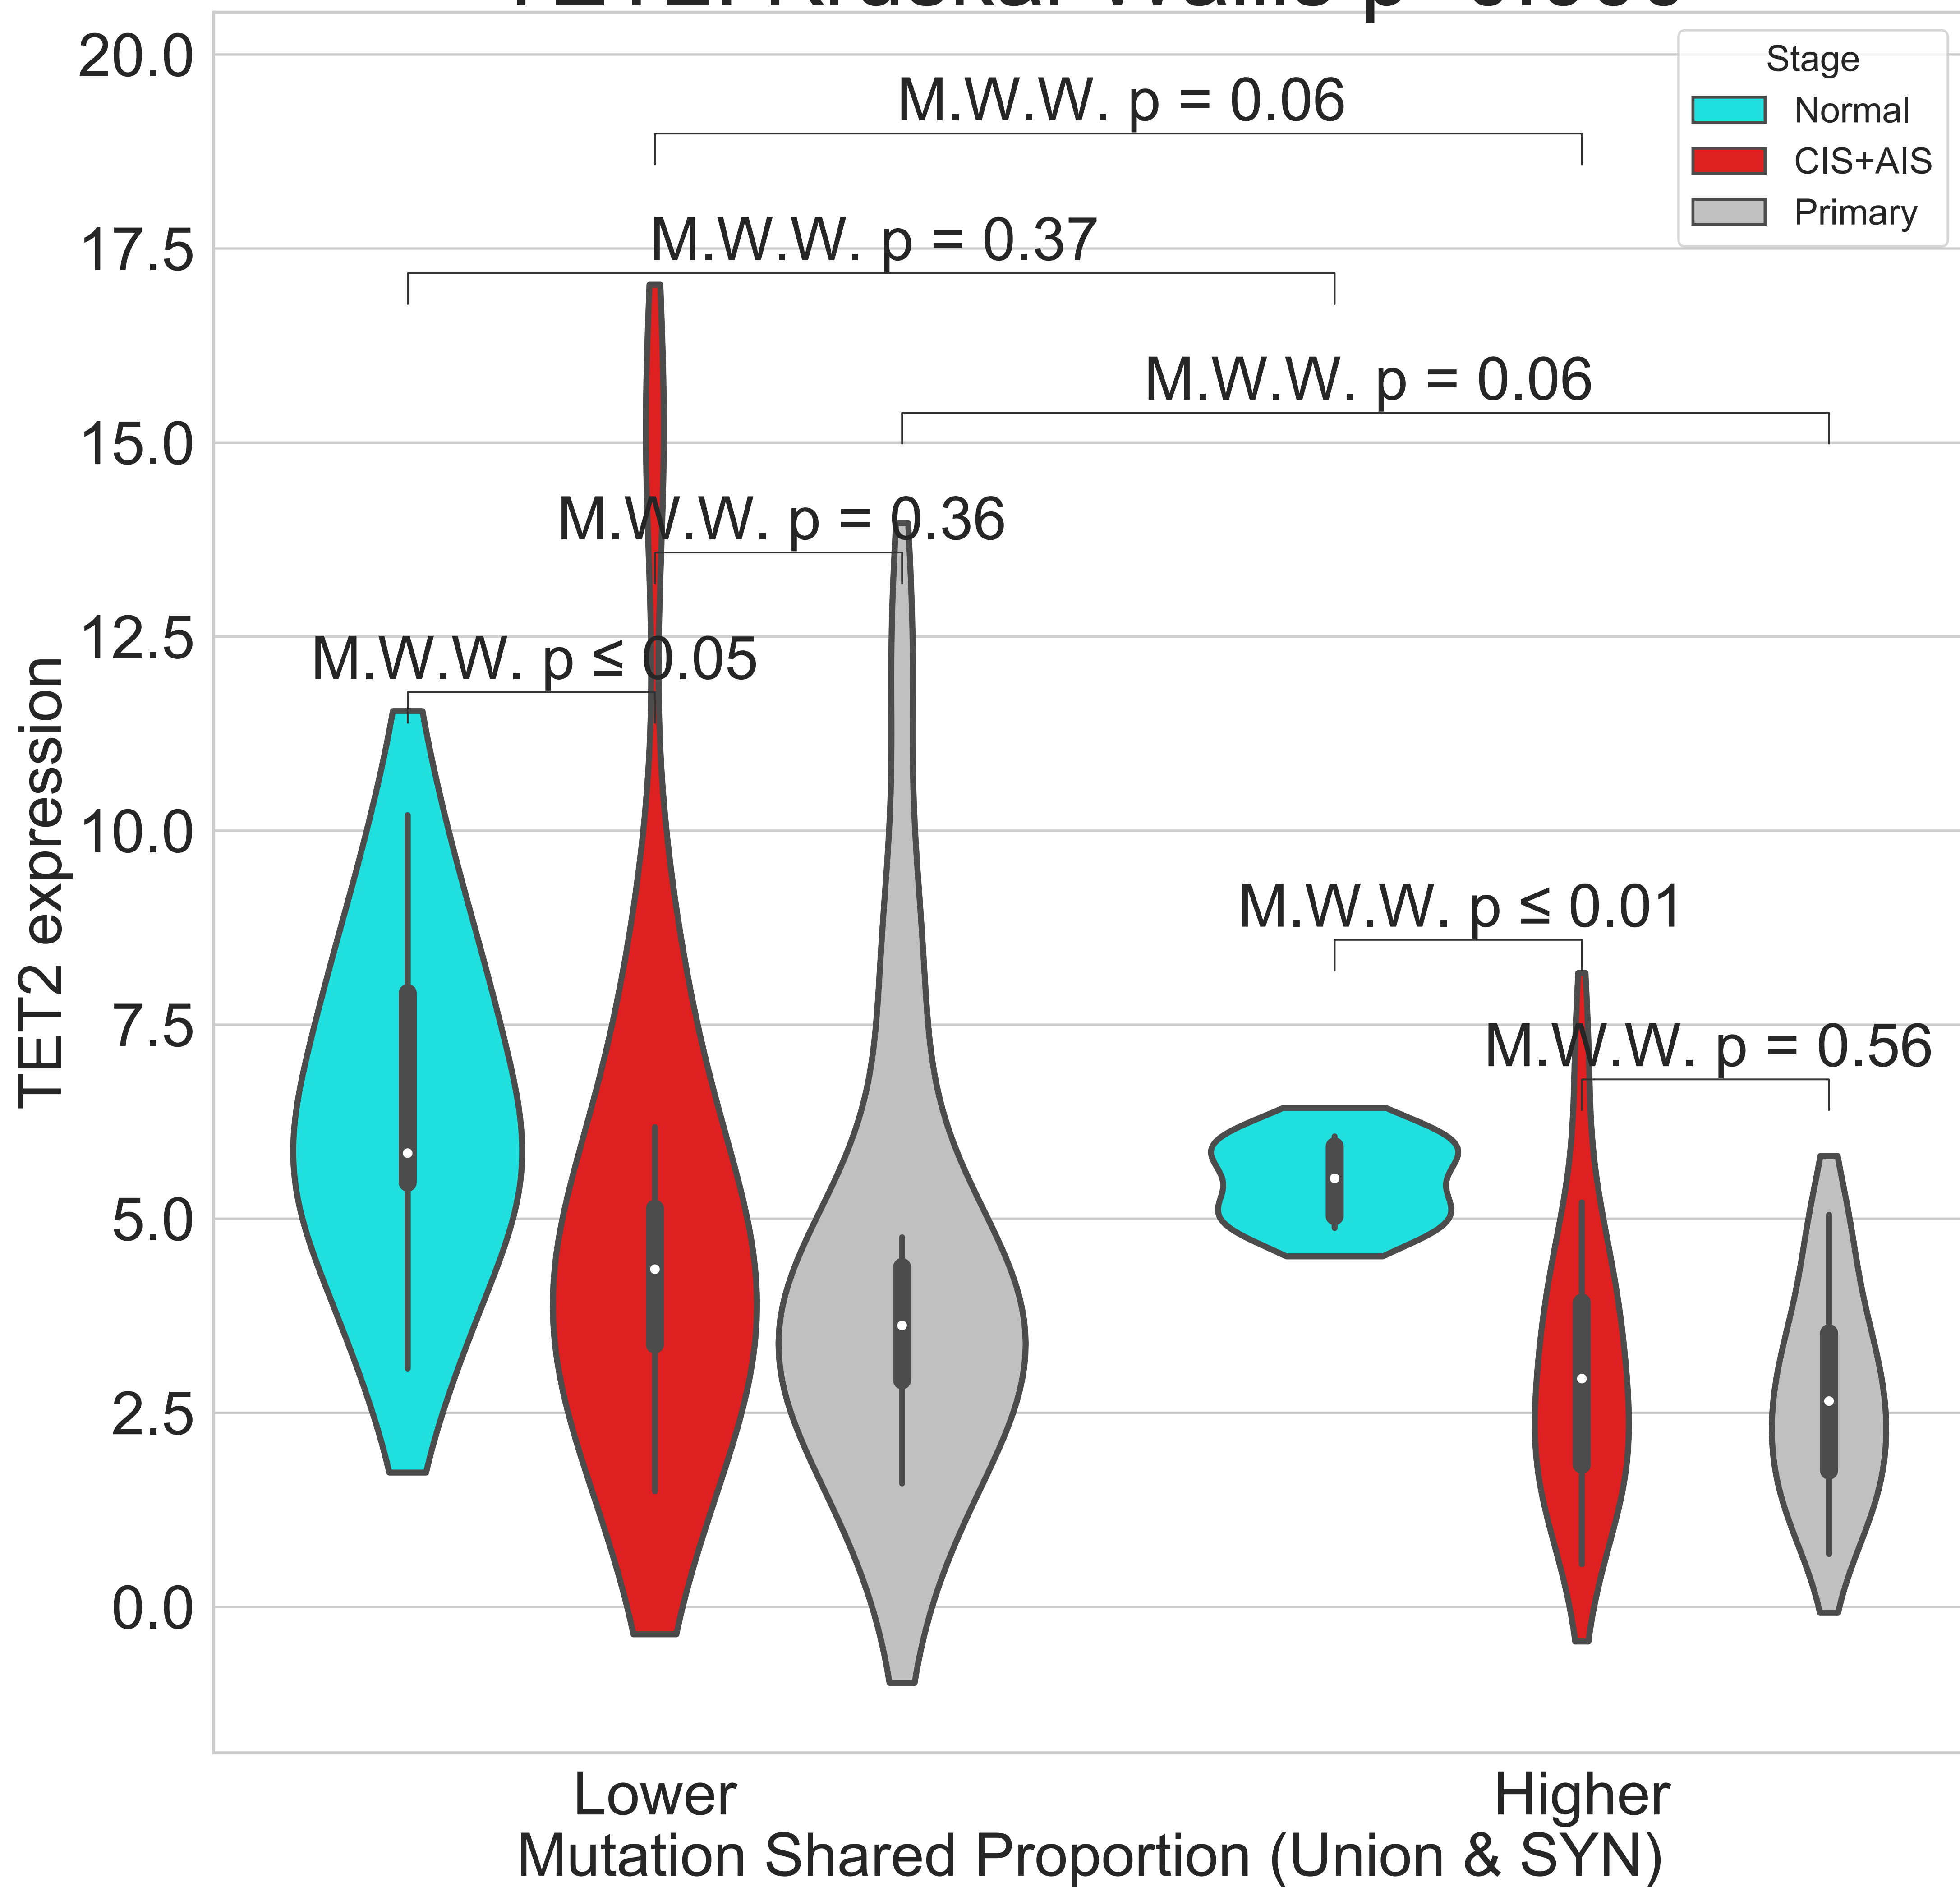 20.0
17.5
15.0
12.5
10.0
7.5
5.0
2.5
0.0
TET2 expression
Stage
Normal
CIS+AIS
Primary
M.W.W. p = 0.06
M.W.W. p = 0.37
M.W.W. p = 0.06
M.W.W. p = 0.36
M.W.W. p ≤ 0.05
M.W.W. p ≤ 0.01
M.W.W. p = 0.56
Lower
Higher
Mutation Shared Proportion (Union & SYN)